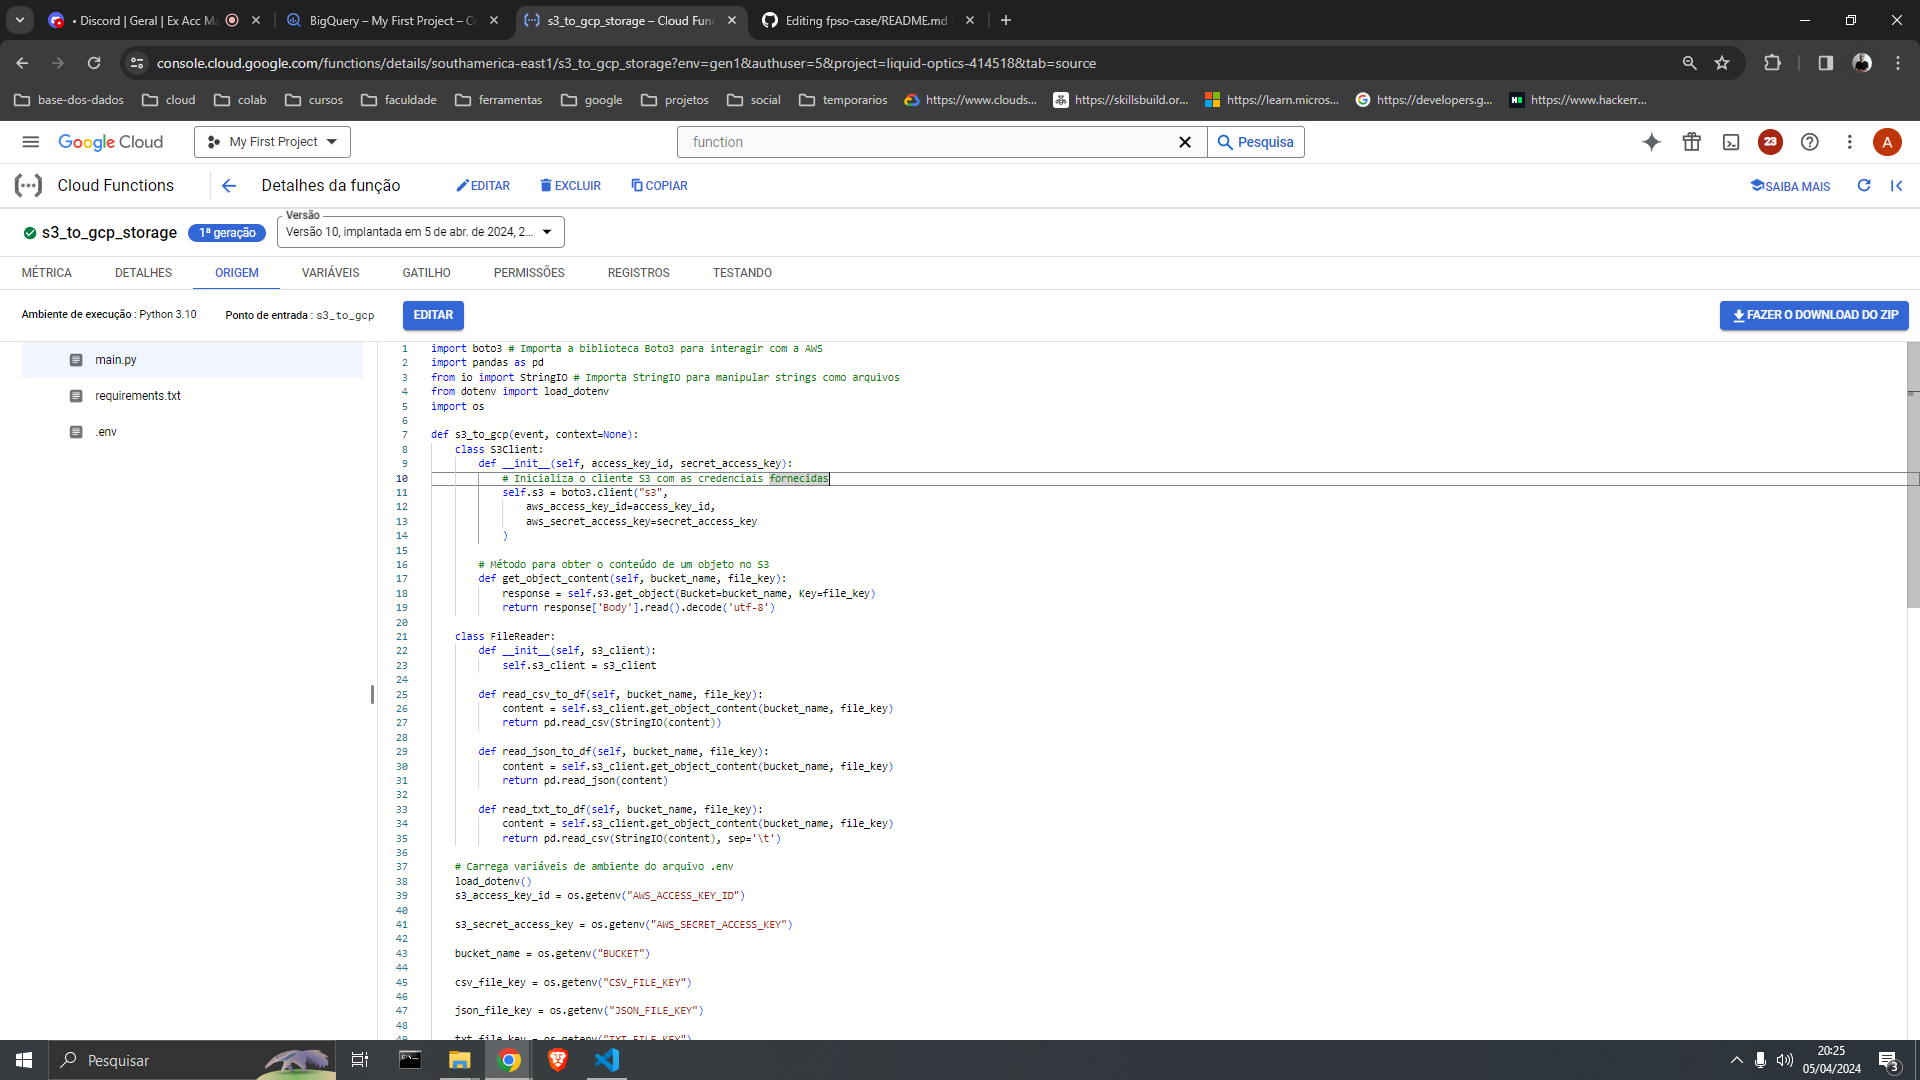 • Discord | Geral | Ex Acc Ma
BigQuery – My First Project – Co
s3_to_gcp_storage – Cloud Func
Editing fpso-case/README.md
console.cloud.google.com/functions/details/southamerica-east1/s3_to_gcp_storage?env=gen1&authuser=5&project=liquid-optics-414518&tab=source
base-dos-dados
cloud
colab
cursos
faculdade
ferramentas
google
projetos
social
temporarios
https://www.clouds...
https://skillsbuild.or...
https://learn.micros...
https://developers.g...
https://www.hackerr...
Google Cloud
My First Project
function
Pesquisa
23
A
Cloud Functions
Detalhes da função
EDITAR
EXCLUIR
COPIAR
SAIBA MAIS
s3_to_gcp_storage
1ª geração
Versão
Versão 10, implantada em 5 de abr. de 2024, 2...
MÉTRICA
DETALHES
ORIGEM
VARIÁVEIS
GATILHO
PERMISSÕES
REGISTROS
TESTANDO
Ambiente de execução : Python 3.10
Ponto de entrada : s3_to_gcp
EDITAR
FAZER O DOWNLOAD DO ZIP
main.py
requirements.txt
.env
1 import boto3 # Importa a biblioteca Boto3 para interagir com a AWS
2 import pandas as pd
3 from io import StringIO # Importa StringIO para manipular strings como arquivos
4 from dotenv import load_dotenv
5 import os
6
7 def s3_to_gcp(event, context=None):
8 class S3Client:
9 def __init__(self, access_key_id, secret_access_key):
10 # Inicializa o cliente S3 com as credenciais fornecidas
11 self.s3 = boto3.client("s3",
12 aws_access_key_id=access_key_id,
13 aws_secret_access_key=secret_access_key
14 )
15
16 # Método para obter o conteúdo de um objeto no S3
17 def get_object_content(self, bucket_name, file_key):
18 response = self.s3.get_object(Bucket=bucket_name, Key=file_key)
19 return response['Body'].read().decode('utf-8')
20
21 class FileReader:
22 def __init__(self, s3_client):
23 self.s3_client = s3_client
24
25 def read_csv_to_df(self, bucket_name, file_key):
26 content = self.s3_client.get_object_content(bucket_name, file_key)
27 return pd.read_csv(StringIO(content))
28
29 def read_json_to_df(self, bucket_name, file_key):
30 content = self.s3_client.get_object_content(bucket_name, file_key)
31 return pd.read_json(content)
32
33 def read_txt_to_df(self, bucket_name, file_key):
34 content = self.s3_client.get_object_content(bucket_name, file_key)
35 return pd.read_csv(StringIO(content), sep='\t')
36
37 # Carrega variáveis de ambiente do arquivo .env
38 load_dotenv()
39 s3_access_key_id = os.getenv("AWS_ACCESS_KEY_ID")
40
41 s3_secret_access_key = os.getenv("AWS_SECRET_ACCESS_KEY")
42
43 bucket_name = os.getenv("BUCKET")
44
45 csv_file_key = os.getenv("CSV_FILE_KEY")
46
47 json_file_key = os.getenv("JSON_FILE_KEY")
48
49 txt_file_key = os.getenv("TXT_FILE_KEY")
Pesquisar
20:25
05/04/2024
3